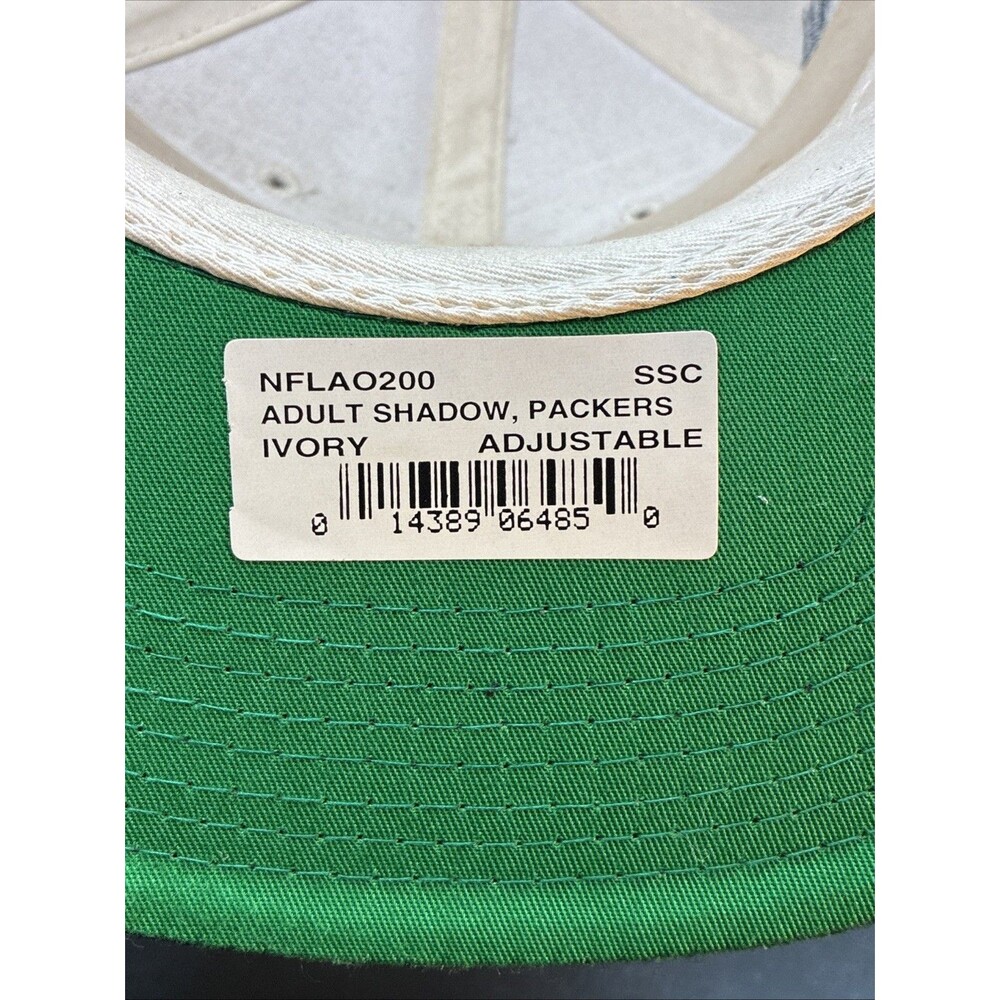 NFLAO200 SSC
ADULT SHADOW, PACKERS
IVORY ADJUSTABLE
0 14389 06485 0